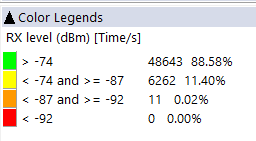 Color Legends
RX level (dBm) [Time/s]
> -74 48643 88.58%
< -74 and >= -87 6262 11.40%
< -87 and >= -92 11 0.02%
< -92 0 0.00%